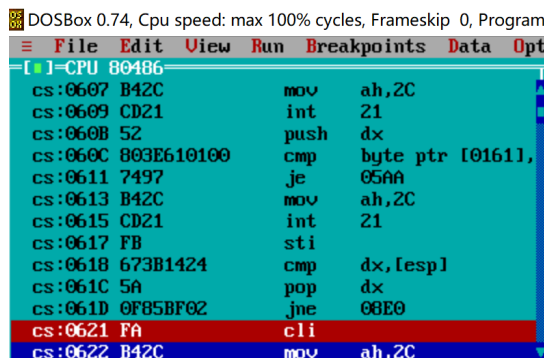 DOSBox 0.74, Cpu speed: max 100% cycles, Frameskip 0, Program
≡ File Edit View Run Breakpoints Data Opt
=[■]=CPU 80486
cs:0607 B42C mov ah,2C
cs:0609 CD21 int 21
cs:060B 52 push dx
cs:060C 803E610100 cmp byte ptr [0161],
cs:0611 7497 je 05AA
cs:0613 B42C mov ah,2C
cs:0615 CD21 int 21
cs:0617 FB sti
cs:0618 673B1424 cmp dx,[esp]
cs:061C 5A pop dx
cs:061D 0F85BF02 jne 08E0
cs:0621 FA cli
cs:0622 B42C mov ah,2C